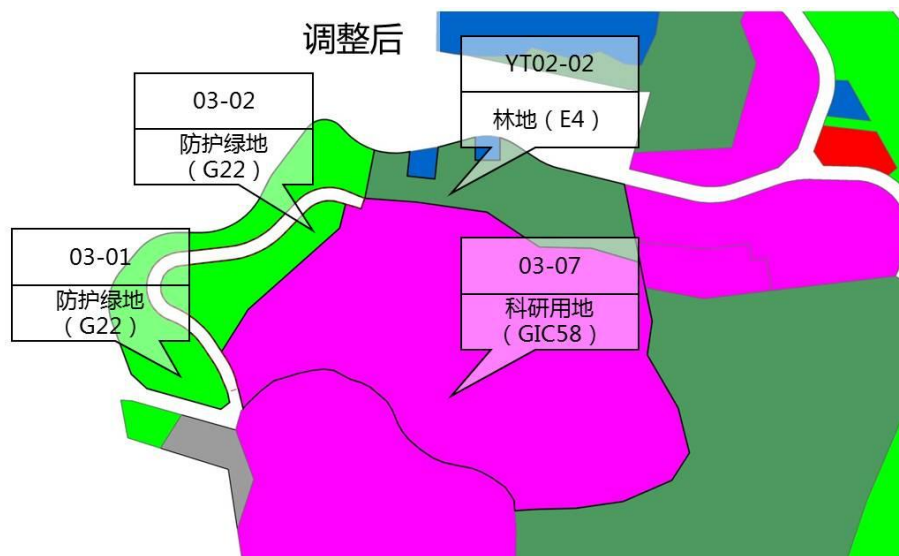 调整后
YT02-02
林地（E4）
03-02
防护绿地
（G22）
03-01
防护绿地
（G22）
03-07
科研用地
（GIC58）